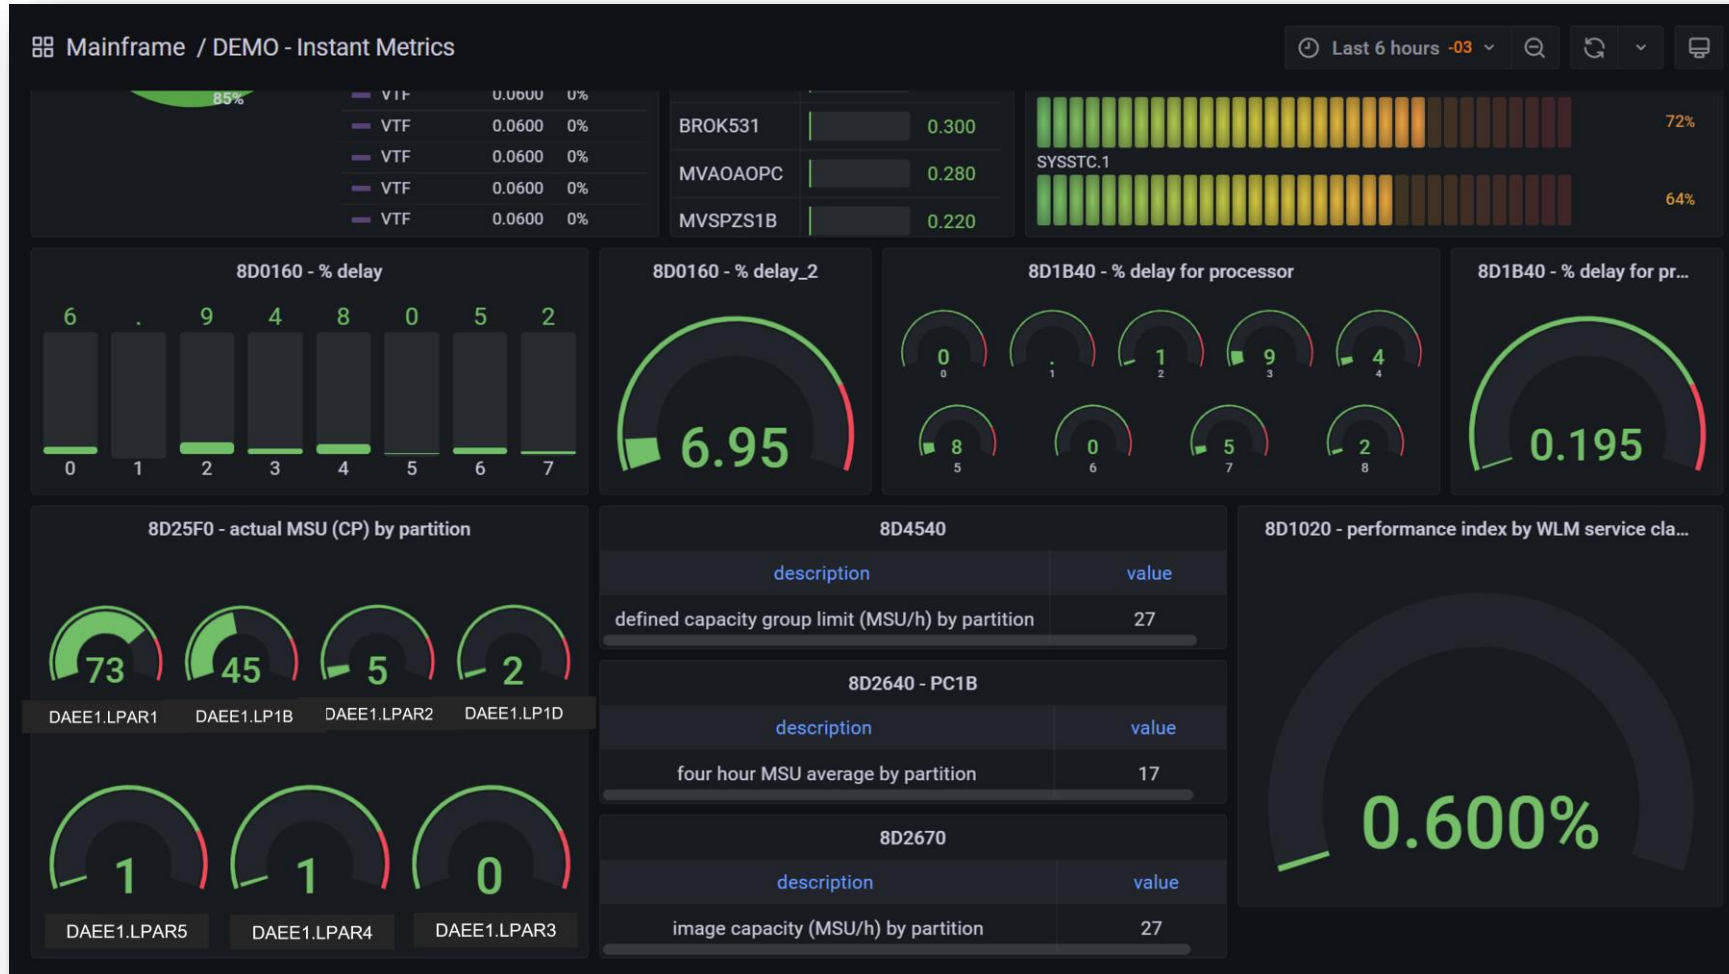 Mainframe / DEMO - Instant Metrics
Last 6 hours -03
85%
VTF 0.0600 0%
VTF 0.0600 0%
VTF 0.0600 0%
VTF 0.0600 0%
VTF 0.0600 0%
BROK531 0.300
MVAOAOPC 0.280
MVSPZS1B 0.220
72%
SYSSTC.1
64%
8D0160 - % delay
6 . 9 4 8 0 5 2
0 1 2 3 4 5 6 7
8D0160 - % delay_2
6.95
8D1B40 - % delay for processor
0 . 1 9 4
0 1 2 3 4
8 0 5 2
5 6 7 8
8D1B40 - % delay for pr...
0.195
8D25F0 - actual MSU (CP) by partition
73 45 5 2
DAEE1.LPAR1 DAEE1.LP1B DAEE1.LPAR2 DAEE1.LP1D
1 1 0
DAEE1.LPAR5 DAEE1.LPAR4 DAEE1.LPAR3
8D4540
description value
defined capacity group limit (MSU/h) by partition 27
8D2640 - PC1B
description value
four hour MSU average by partition 17
8D2670
description value
image capacity (MSU/h) by partition 27
8D1020 - performance index by WLM service cla...
0.600%